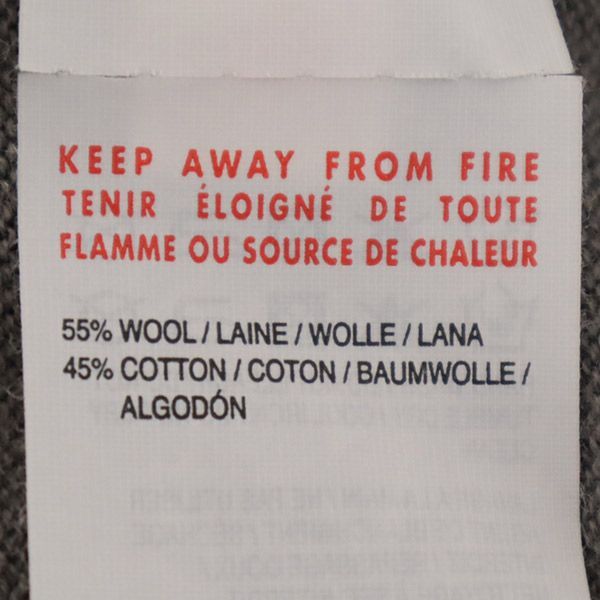 KEEP AWAY FROM FIRE
TENIR ÉLOIGNÉ DE TOUTE
FLAMME OU SOURCE DE CHALEUR
55% WOOL / LAINE / WOLLE / LANA
45% COTTON / COTON / BAUMWOLLE /
ALGODÓN